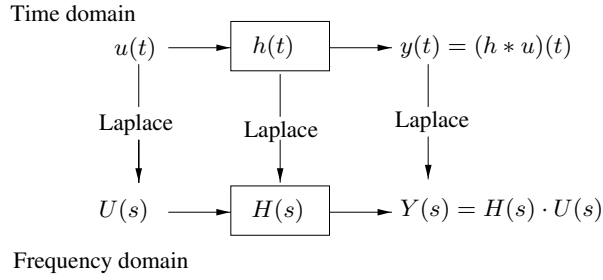 Time domain
u(t) h(t) y(t) = (h * u)(t)
Laplace Laplace Laplace
U(s) H(s) Y(s) = H(s) · U(s)
Frequency domain